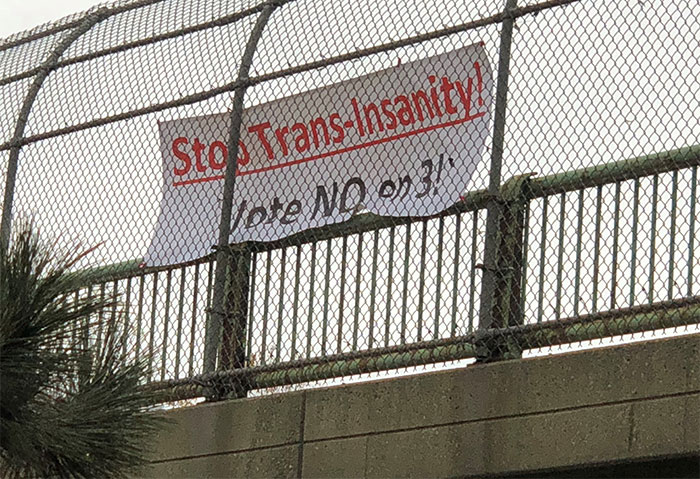 Stop Trans-Insanity!
Vote NO on 3!